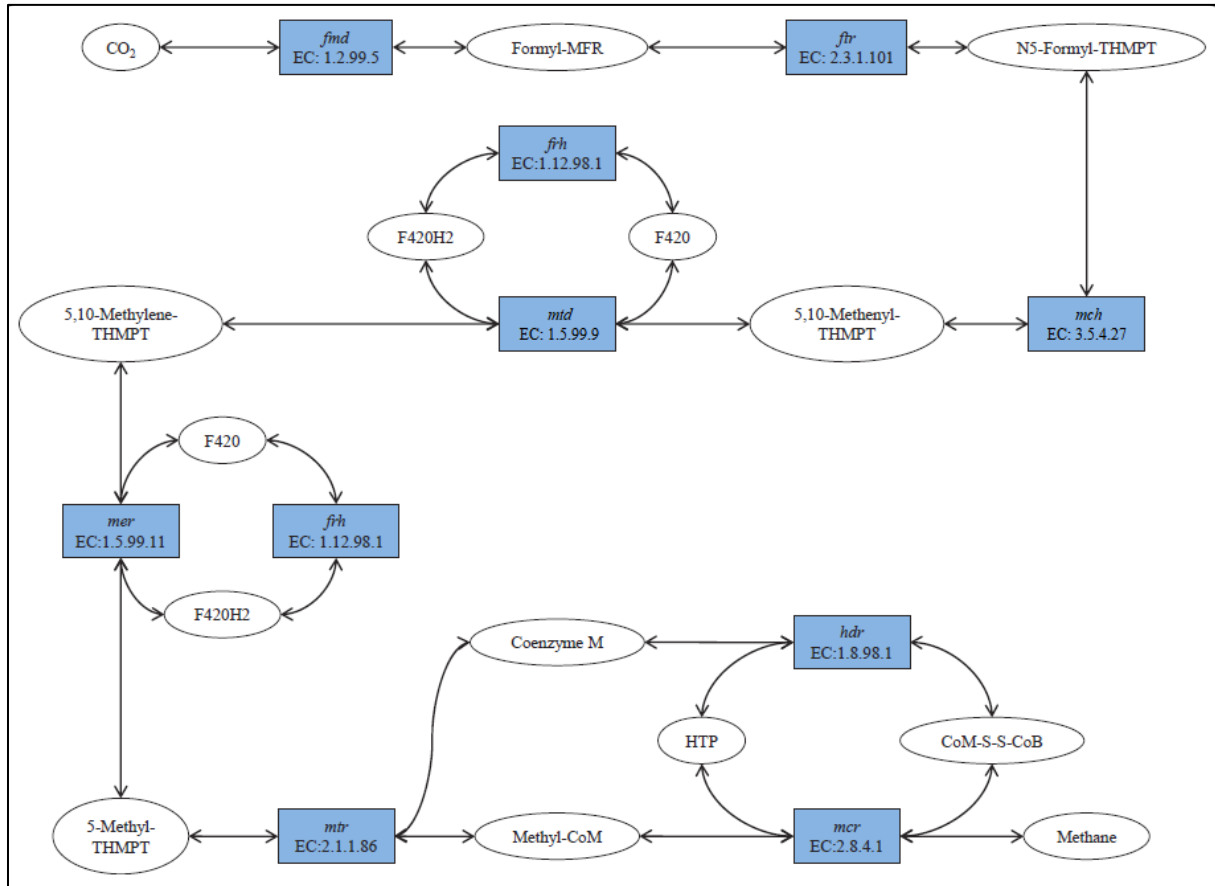 CO₂
fmd
EC: 1.2.99.5
Formyl-MFR
ftr
EC: 2.3.1.101
N5-Formyl-THMPT
frh
EC:1.12.98.1
F420H2
F420
5,10-Methylene-
THMPT
mtd
EC: 1.5.99.9
5,10-Methenyl-
THMPT
mch
EC: 3.5.4.27
F420
mer
EC:1.5.99.11
frh
EC: 1.12.98.1
F420H2
Coenzyme M
hdr
EC:1.8.98.1
HTP
CoM-S-S-CoB
5-Methyl-
THMPT
mtr
EC:2.1.1.86
Methyl-CoM
mcr
EC:2.8.4.1
Methane